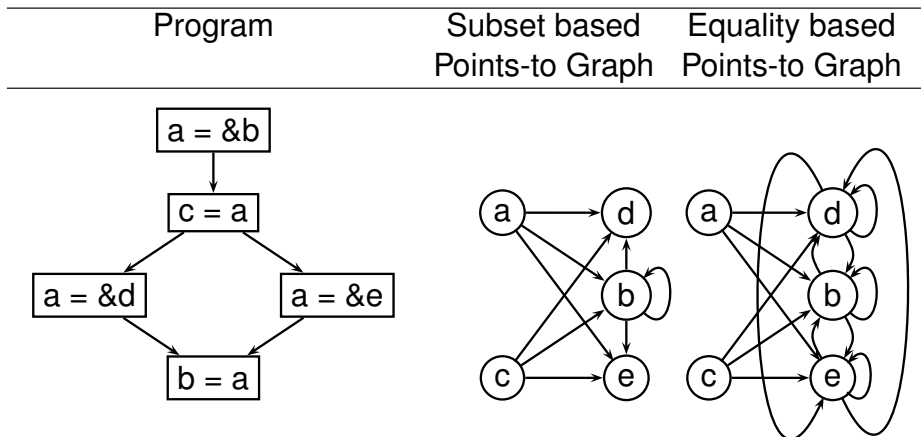 Program
Subset based
Points-to Graph
Equality based
Points-to Graph
a = &b
c = a
a = &d
a = &e
b = a
a
d
b
c
e
a
d
b
c
e